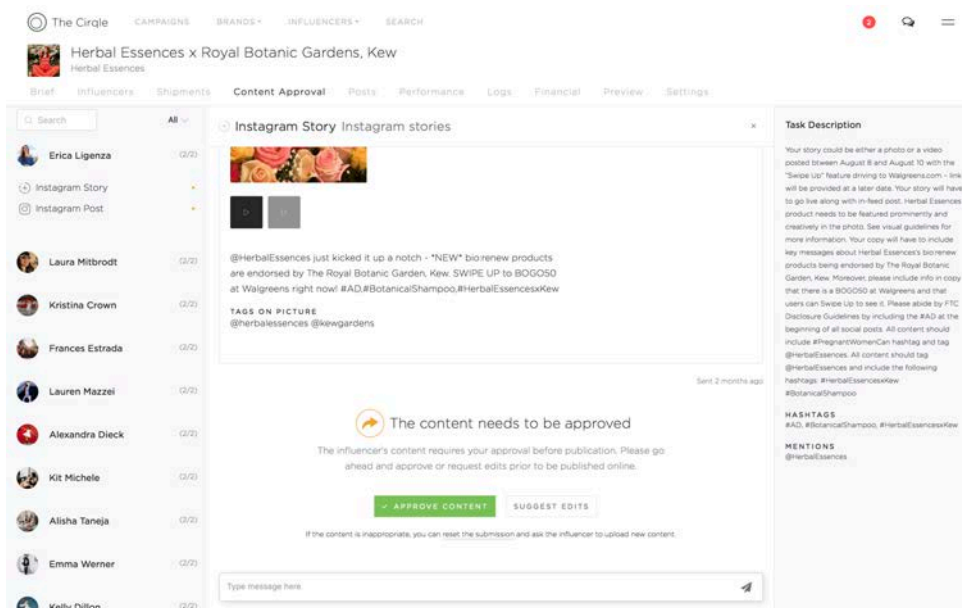 The Cirqle
CAMPAIGNS
BRANDS
INFLUENCERS
SEARCH
2
Herbal Essences x Royal Botanic Gardens, Kew
Herbal Essences
Brief
Influencers
Shipments
Content Approval
Posts
Performance
Logs
Financial
Preview
Settings
Search
All
Erica Ligenza
(2/2)
Instagram Story
Instagram Post
Laura Mitbrodt
(2/2)
Kristina Crown
(2/2)
Frances Estrada
(2/2)
Lauren Mazzei
(2/2)
Alexandra Dieck
(2/2)
Kit Michele
(2/2)
Alisha Taneja
(2/2)
Emma Werner
(2/2)
Kelly Dillon
(2/2)
Instagram Story Instagram stories
×
@HerbalEssences just kicked it up a notch - *NEW* bio:renew products
are endorsed by The Royal Botanic Garden, Kew. SWIPE UP to BOGO50
at Walgreens right now! #AD,#BotanicalShampoo,#HerbalEssencesxKew
TAGS ON PICTURE
@herbalessences @kewgardens
Sent 2 months ago
The content needs to be approved
The influencer's content requires your approval before publication. Please go
ahead and approve or request edits prior to be published online.
✓ APPROVE CONTENT
SUGGEST EDITS
If the content is inappropriate, you can reset the submission and ask the influencer to upload new content.
Type message here
Task Description
Your story could be either a photo or a video
posted btween August 8 and August 10 with the
"Swipe Up" feature driving to Walgreens.com - link
will be provided at a later date. Your story will have
to go live along with in-feed post. Herbal Essences
product needs to be featured prominently and
creatively in the photo. See visual guidelines for
more information. Your copy will have to include
key messages about Herbal Essences's bio:renew
products being endorsed by The Royal Botanic
Garden, Kew. Moreover, please include info in copy
that there is a BOGO50 at Walgreens and that
users can Swipe Up to see it. Please abide by FTC
Disclosure Guidelines by including the #AD at the
beginning of all social posts. All content should
include #PregnantWomenCan hashtag and tag
@HerbalEssences. All content should tag
@HerbalEssences and include the following
hashtags: #HerbalEssencesxKew
#BotanicalShampoo
HASHTAGS
#AD, #BotanicalShampoo, #HerbalEssencesxKew
MENTIONS
@HerbalEssences